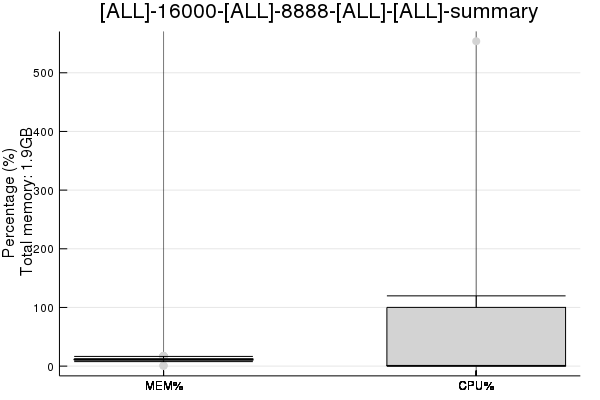 [ALL]-16000-[ALL]-8888-[ALL]-[ALL]-summary
Percentage (%)
Total memory: 1.9GB
500
400
300
200
100
0
MEM%
CPU%